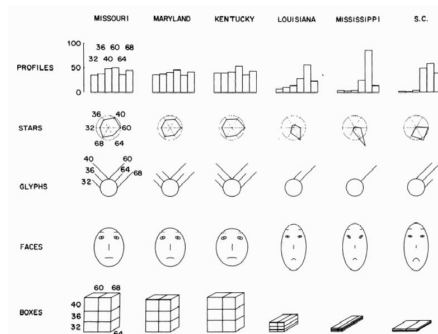 MISSOURI MARYLAND KENTUCKY LOUISIANA MISSISSIPPI S.C.
100
36 60 68
32 40 64
PROFILES 50
0
36 40
STARS 32 60
68 64
40 60
36 64 68
GLYPHS 32
FACES
60 68
40
BOXES 36
32
64